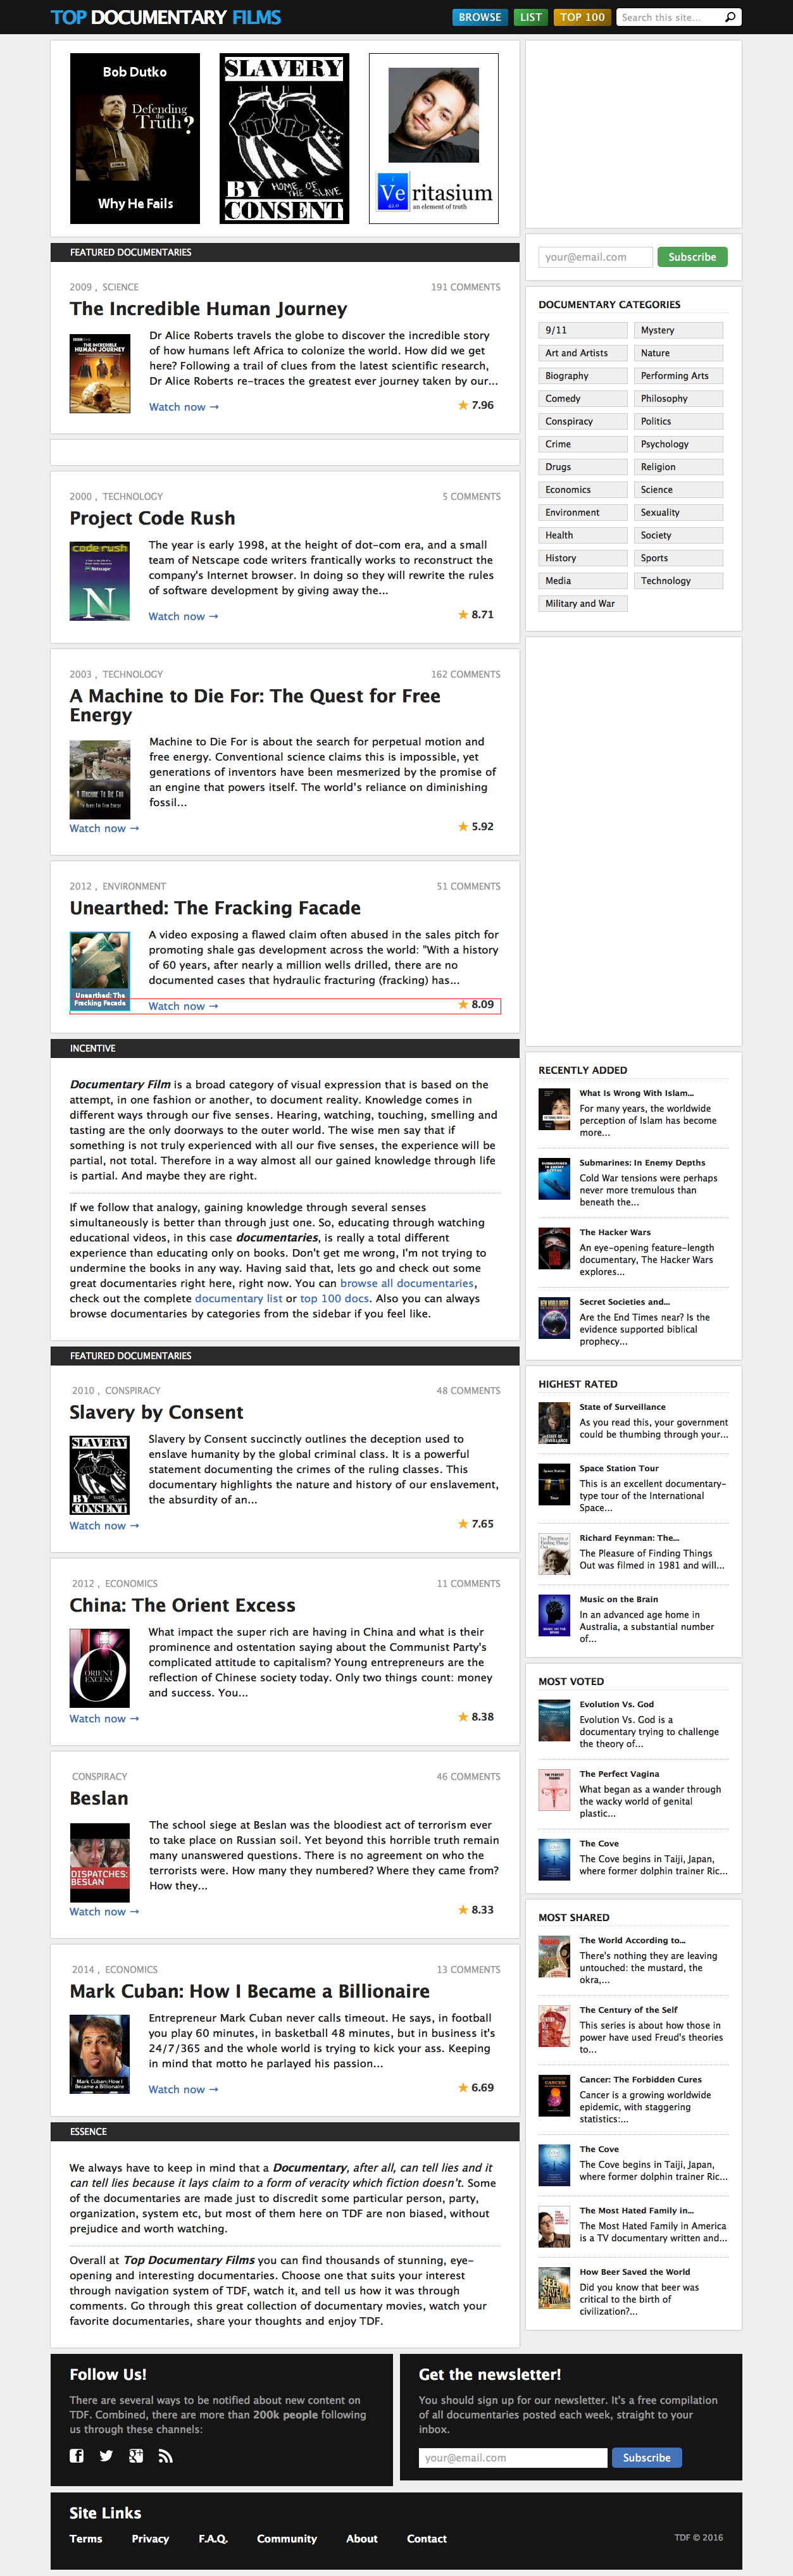 TOP DOCUMENTARY FILMS
BROWSE
LIST
TOP 100
Search this site...
Bob Dutko
Defending
the
Truth?
Why He Fails
SLAVERY
HOME OF
THE SLAVE
BY
CONSENT
Ve ritasium
42.0
an element of truth
FEATURED DOCUMENTARIES
2009 , SCIENCE
191 COMMENTS
The Incredible Human Journey
THE INCREDIBLE
HUMAN JOURNEY
Dr Alice Roberts travels the globe to discover the incredible story
of how humans left Africa to colonize the world. How did we get
here? Following a trail of clues from the latest scientific research,
Dr Alice Roberts re-traces the greatest ever journey taken by our...
Watch now →
7.96
2000 , TECHNOLOGY
5 COMMENTS
Project Code Rush
code rush
Netscape
N
The year is early 1998, at the height of dot-com era, and a small
team of Netscape code writers frantically works to reconstruct the
company's Internet browser. In doing so they will rewrite the rules
of software development by giving away the...
Watch now →
8.71
2003 , TECHNOLOGY
162 COMMENTS
A Machine to Die For: The Quest for Free
Energy
A Machine To Die For
The Quest For Free Energy
Machine to Die For is about the search for perpetual motion and
free energy. Conventional science claims this is impossible, yet
generations of inventors have been mesmerized by the promise of
an engine that powers itself. The world's reliance on diminishing
fossil...
Watch now →
5.92
2012 , ENVIRONMENT
51 COMMENTS
Unearthed: The Fracking Facade
Unearthed: The
Fracking Facade
A video exposing a flawed claim often abused in the sales pitch for
promoting shale gas development across the world: "With a history
of 60 years, after nearly a million wells drilled, there are no
documented cases that hydraulic fracturing (fracking) has...
Watch now →
8.09
INCENTIVE
Documentary Film is a broad category of visual expression that is based on the
attempt, in one fashion or another, to document reality. Knowledge comes in
different ways through our five senses. Hearing, watching, touching, smelling and
tasting are the only doorways to the outer world. The wise men say that if
something is not truly experienced with all our five senses, the experience will be
partial, not total. Therefore in a way almost all our gained knowledge through life
is partial. And maybe they are right.
If we follow that analogy, gaining knowledge through several senses
simultaneously is better than through just one. So, educating through watching
educational videos, in this case documentaries, is really a total different
experience than educating only on books. Don't get me wrong, I'm not trying to
undermine the books in any way. Having said that, lets go and check out some
great documentaries right here, right now. You can browse all documentaries,
check out the complete documentary list or top 100 docs. Also you can always
browse documentaries by categories from the sidebar if you feel like.
FEATURED DOCUMENTARIES
2010 , CONSPIRACY
48 COMMENTS
Slavery by Consent
SLAVERY
BY
CONSENT
Slavery by Consent succinctly outlines the deception used to
enslave humanity by the global criminal class. It is a powerful
statement documenting the crimes of the ruling classes. This
documentary highlights the nature and history of our enslavement,
the absurdity of an...
Watch now →
7.65
2012 , ECONOMICS
11 COMMENTS
China: The Orient Excess
ORIENT
EXCESS
What impact the super rich are having in China and what is their
prominence and ostentation saying about the Communist Party's
complicated attitude to capitalism? Young entrepreneurs are the
reflection of Chinese society today. Only two things count: money
and success. You...
Watch now →
8.38
CONSPIRACY
46 COMMENTS
Beslan
DISPATCHES:
BESLAN
The school siege at Beslan was the bloodiest act of terrorism ever
to take place on Russian soil. Yet beyond this horrible truth remain
many unanswered questions. There is no agreement on who the
terrorists were. How many they numbered? Where they came from?
How they...
Watch now →
8.33
2014 , ECONOMICS
13 COMMENTS
Mark Cuban: How I Became a Billionaire
Mark Cuban: How I
Became a Billionaire
Entrepreneur Mark Cuban never calls timeout. He says, in football
you play 60 minutes, in basketball 48 minutes, but in business it's
24/7/365 and the whole world is trying to kick your ass. Keeping
in mind that motto he parlayed his passion...
Watch now →
6.69
ESSENCE
We always have to keep in mind that a Documentary, after all, can tell lies and it
can tell lies because it lays claim to a form of veracity which fiction doesn't. Some
of the documentaries are made just to discredit some particular person, party,
organization, system etc, but most of them here on TDF are non biased, without
prejudice and worth watching.
Overall at Top Documentary Films you can find thousands of stunning, eye-
opening and interesting documentaries. Choose one that suits your interest
through navigation system of TDF, watch it, and tell us how it was through
comments. Go through this great collection of documentary movies, watch your
favorite documentaries, share your thoughts and enjoy TDF.
your@email.com
Subscribe
DOCUMENTARY CATEGORIES
9/11
Mystery
Art and Artists
Nature
Biography
Performing Arts
Comedy
Philosophy
Conspiracy
Politics
Crime
Psychology
Drugs
Religion
Economics
Science
Environment
Sexuality
Health
Society
History
Sports
Media
Technology
Military and War
RECENTLY ADDED
What Is Wrong With Islam...
For many years, the worldwide
perception of Islam has become
more...
Submarines: In Enemy Depths
Cold War tensions were perhaps
never more tremulous than
beneath the...
The Hacker Wars
An eye-opening feature-length
documentary, The Hacker Wars
explores...
Secret Societies and...
Are the End Times near? Is the
evidence supported biblical
prophecy...
HIGHEST RATED
State of Surveillance
As you read this, your government
could be thumbing through your...
Space Station Tour
This is an excellent documentary-
type tour of the International
Space...
Richard Feynman: The...
The Pleasure of Finding Things
Out was filmed in 1981 and will...
Music on the Brain
In an advanced age home in
Australia, a substantial number
of...
MOST VOTED
Evolution Vs. God
Evolution Vs. God is a
documentary trying to challenge
the theory of...
The Perfect Vagina
What began as a wander through
the wacky world of genital
plastic...
The Cove
The Cove begins in Taiji, Japan,
where former dolphin trainer Ric...
MOST SHARED
The World According to...
There's nothing they are leaving
untouched: the mustard, the
okra,...
The Century of the Self
This series is about how those in
power have used Freud's theories
to...
Cancer: The Forbidden Cures
Cancer is a growing worldwide
epidemic, with staggering
statistics:...
The Cove
The Cove begins in Taiji, Japan,
where former dolphin trainer Ric...
The Most Hated Family in...
The Most Hated Family in America
is a TV documentary written and...
How Beer Saved the World
Did you know that beer was
critical to the birth of
civilization?...
Follow Us!
There are several ways to be notified about new content on
TDF. Combined, there are more than 200k people following
us through these channels:
Get the newsletter!
You should sign up for our newsletter. It's a free compilation
of all documentaries posted each week, straight to your
inbox.
your@email.com
Subscribe
Site Links
Terms
Privacy
F.A.Q.
Community
About
Contact
TDF © 2016